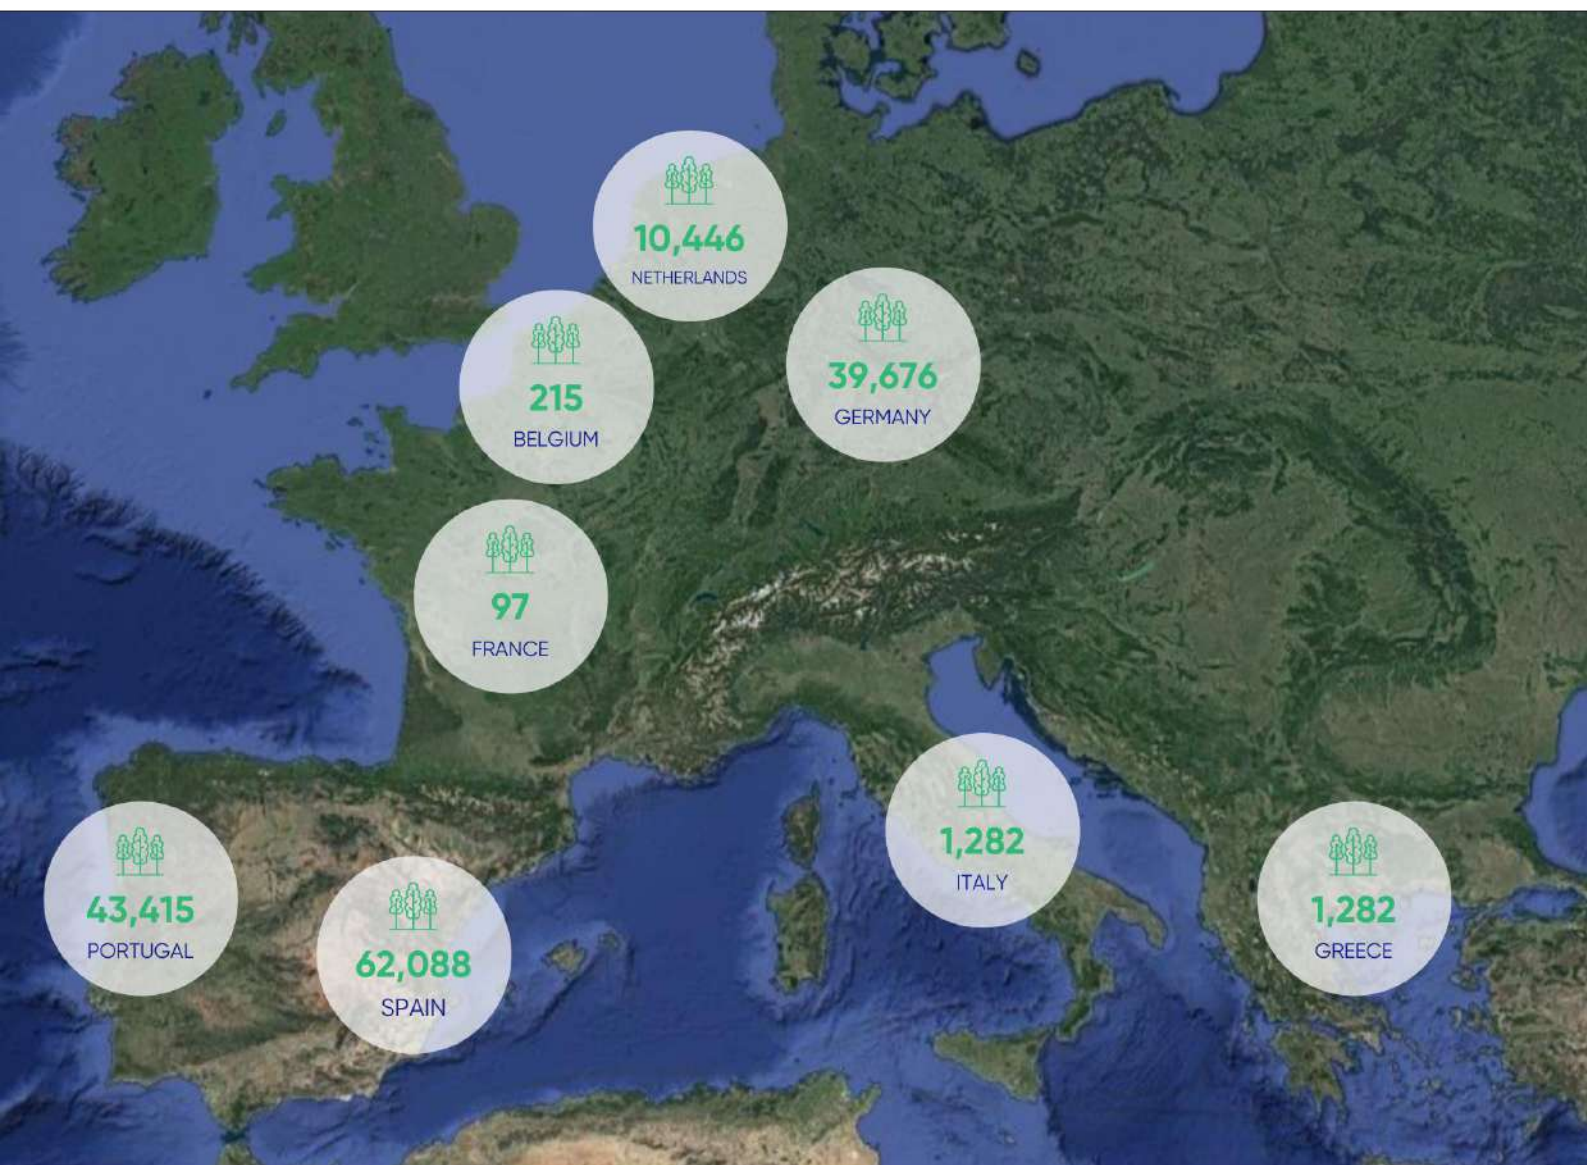 10,446
NETHERLANDS
39,676
GERMANY
215
BELGIUM
97
FRANCE
1,282
ITALY
43,415
PORTUGAL
1,282
GREECE
62,088
SPAIN